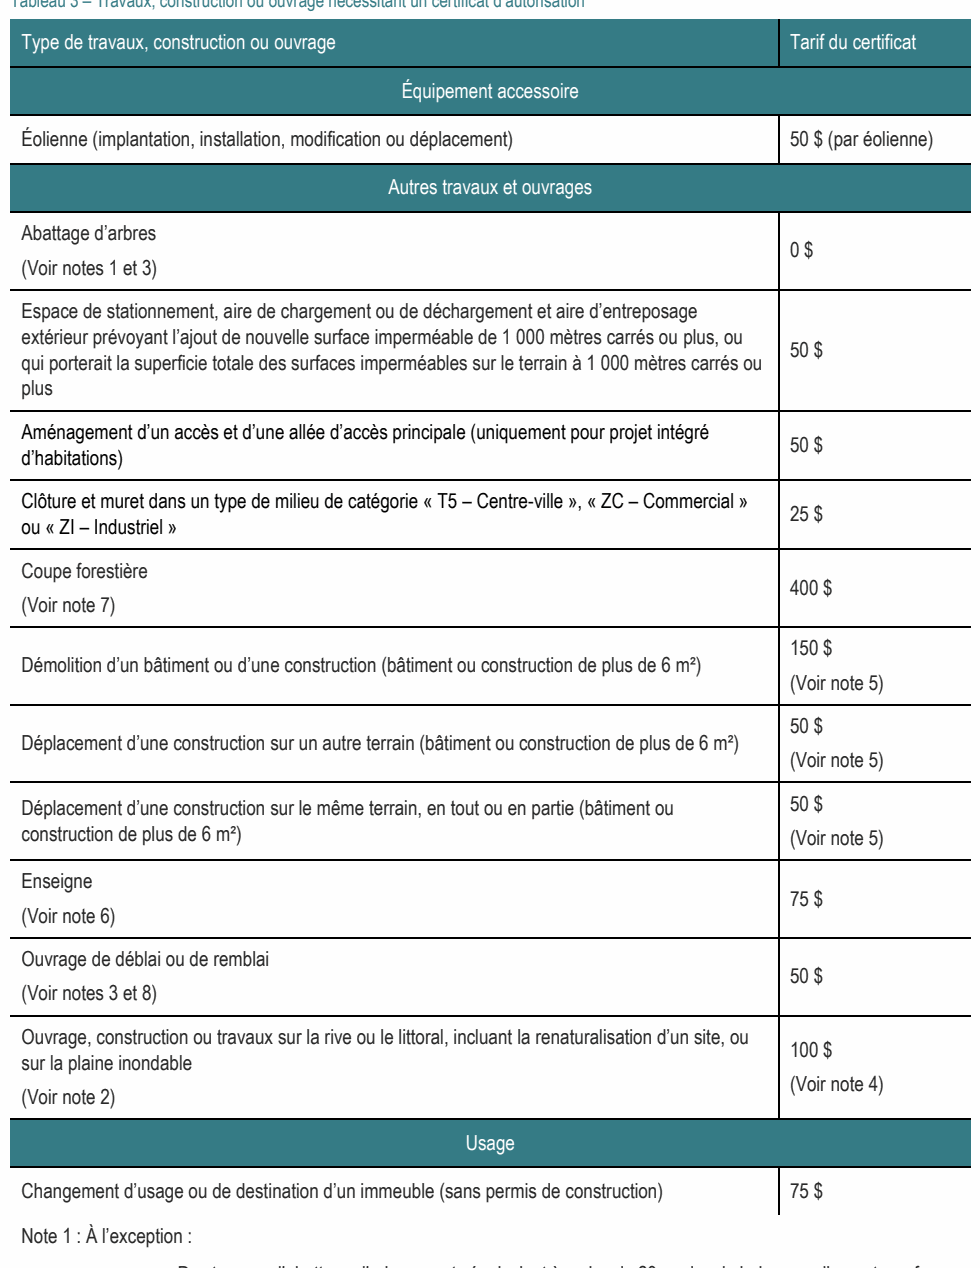 Tableau 3 – Travaux, construction ou ouvrage nécessitant un certificat d'autorisation
Type de travaux, construction ou ouvrage
Tarif du certificat
Équipement accessoire
Éolienne (implantation, installation, modification ou déplacement)
50 $ (par éolienne)
Autres travaux et ouvrages
Abattage d'arbres
(Voir notes 1 et 3)
0 $
Espace de stationnement, aire de chargement ou de déchargement et aire d'entreposage
extérieur prévoyant l'ajout de nouvelle surface imperméable de 1 000 mètres carrés ou plus, ou
qui porterait la superficie totale des surfaces imperméables sur le terrain à 1 000 mètres carrés ou
plus
50 $
Aménagement d'un accès et d'une allée d'accès principale (uniquement pour projet intégré
d'habitations)
50 $
Clôture et muret dans un type de milieu de catégorie « T5 – Centre-ville », « ZC – Commercial »
ou « ZI – Industriel »
25 $
Coupe forestière
(Voir note 7)
400 $
Démolition d'un bâtiment ou d'une construction (bâtiment ou construction de plus de 6 m²)
150 $
(Voir note 5)
Déplacement d'une construction sur un autre terrain (bâtiment ou construction de plus de 6 m²)
50 $
(Voir note 5)
Déplacement d'une construction sur le même terrain, en tout ou en partie (bâtiment ou
construction de plus de 6 m²)
50 $
(Voir note 5)
Enseigne
(Voir note 6)
75 $
Ouvrage de déblai ou de remblai
(Voir notes 3 et 8)
50 $
Ouvrage, construction ou travaux sur la rive ou le littoral, incluant la renaturalisation d'un site, ou
sur la plaine inondable
(Voir note 2)
100 $
(Voir note 4)
Usage
Changement d'usage ou de destination d'un immeuble (sans permis de construction)
75 $
Note 1 : À l'exception :